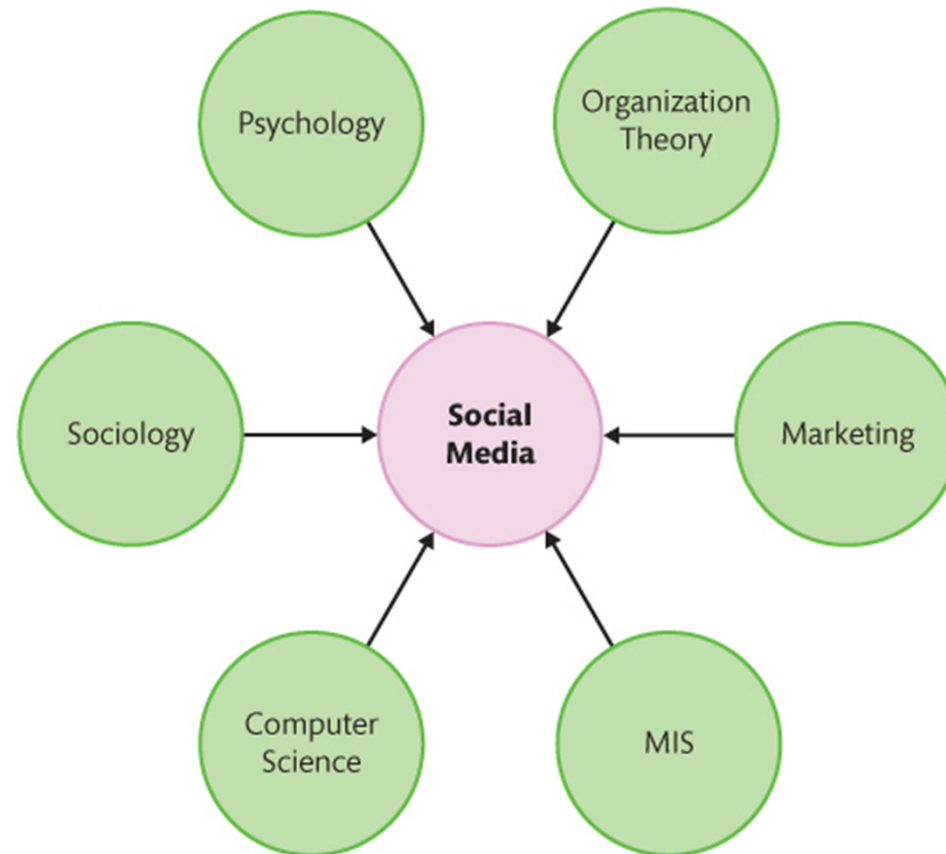 Psychology
Organization
Theory
Sociology
Social
Media
Marketing
Computer
Science
MIS